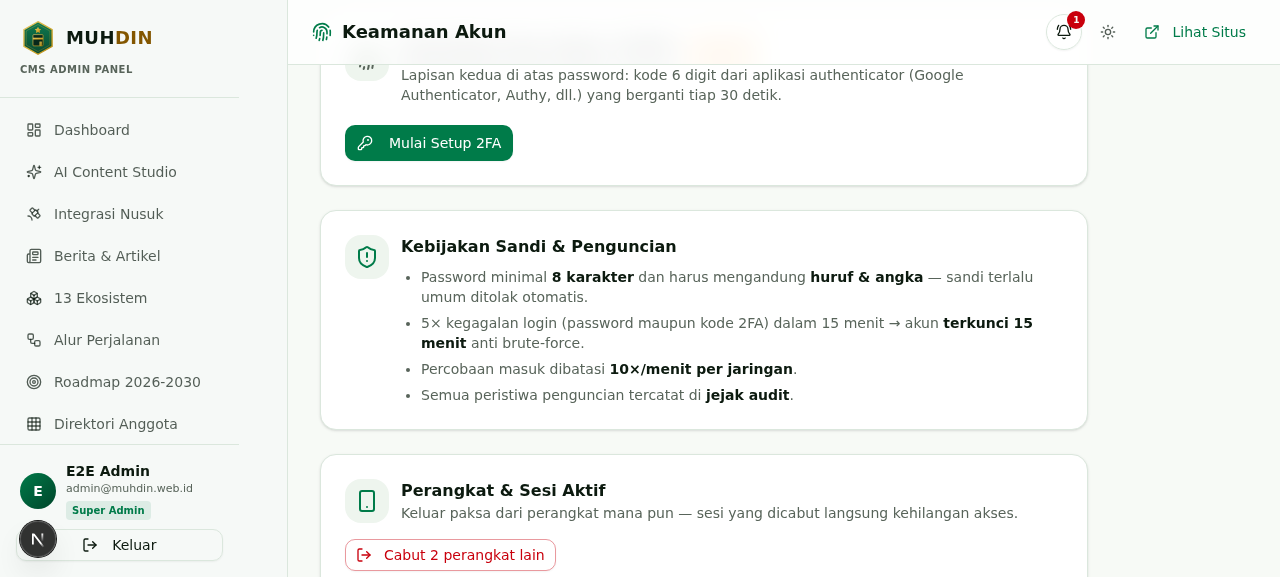 MUHDIN
CMS ADMIN PANEL
Dashboard
AI Content Studio
Integrasi Nusuk
Berita & Artikel
13 Ekosistem
Alur Perjalanan
Roadmap 2026-2030
Direktori Anggota
E
E2E Admin
admin@muhdin.web.id
Super Admin
N
Keluar
Keamanan Akun
1
Lihat Situs
Lapisan kedua di atas password: kode 6 digit dari aplikasi authenticator (Google
Authenticator, Authy, dll.) yang berganti tiap 30 detik.
Mulai Setup 2FA
Kebijakan Sandi & Penguncian
• Password minimal 8 karakter dan harus mengandung huruf & angka — sandi terlalu
umum ditolak otomatis.
• 5× kegagalan login (password maupun kode 2FA) dalam 15 menit → akun terkunci 15
menit anti brute-force.
• Percobaan masuk dibatasi 10×/menit per jaringan.
• Semua peristiwa penguncian tercatat di jejak audit.
Perangkat & Sesi Aktif
Keluar paksa dari perangkat mana pun — sesi yang dicabut langsung kehilangan akses.
Cabut 2 perangkat lain